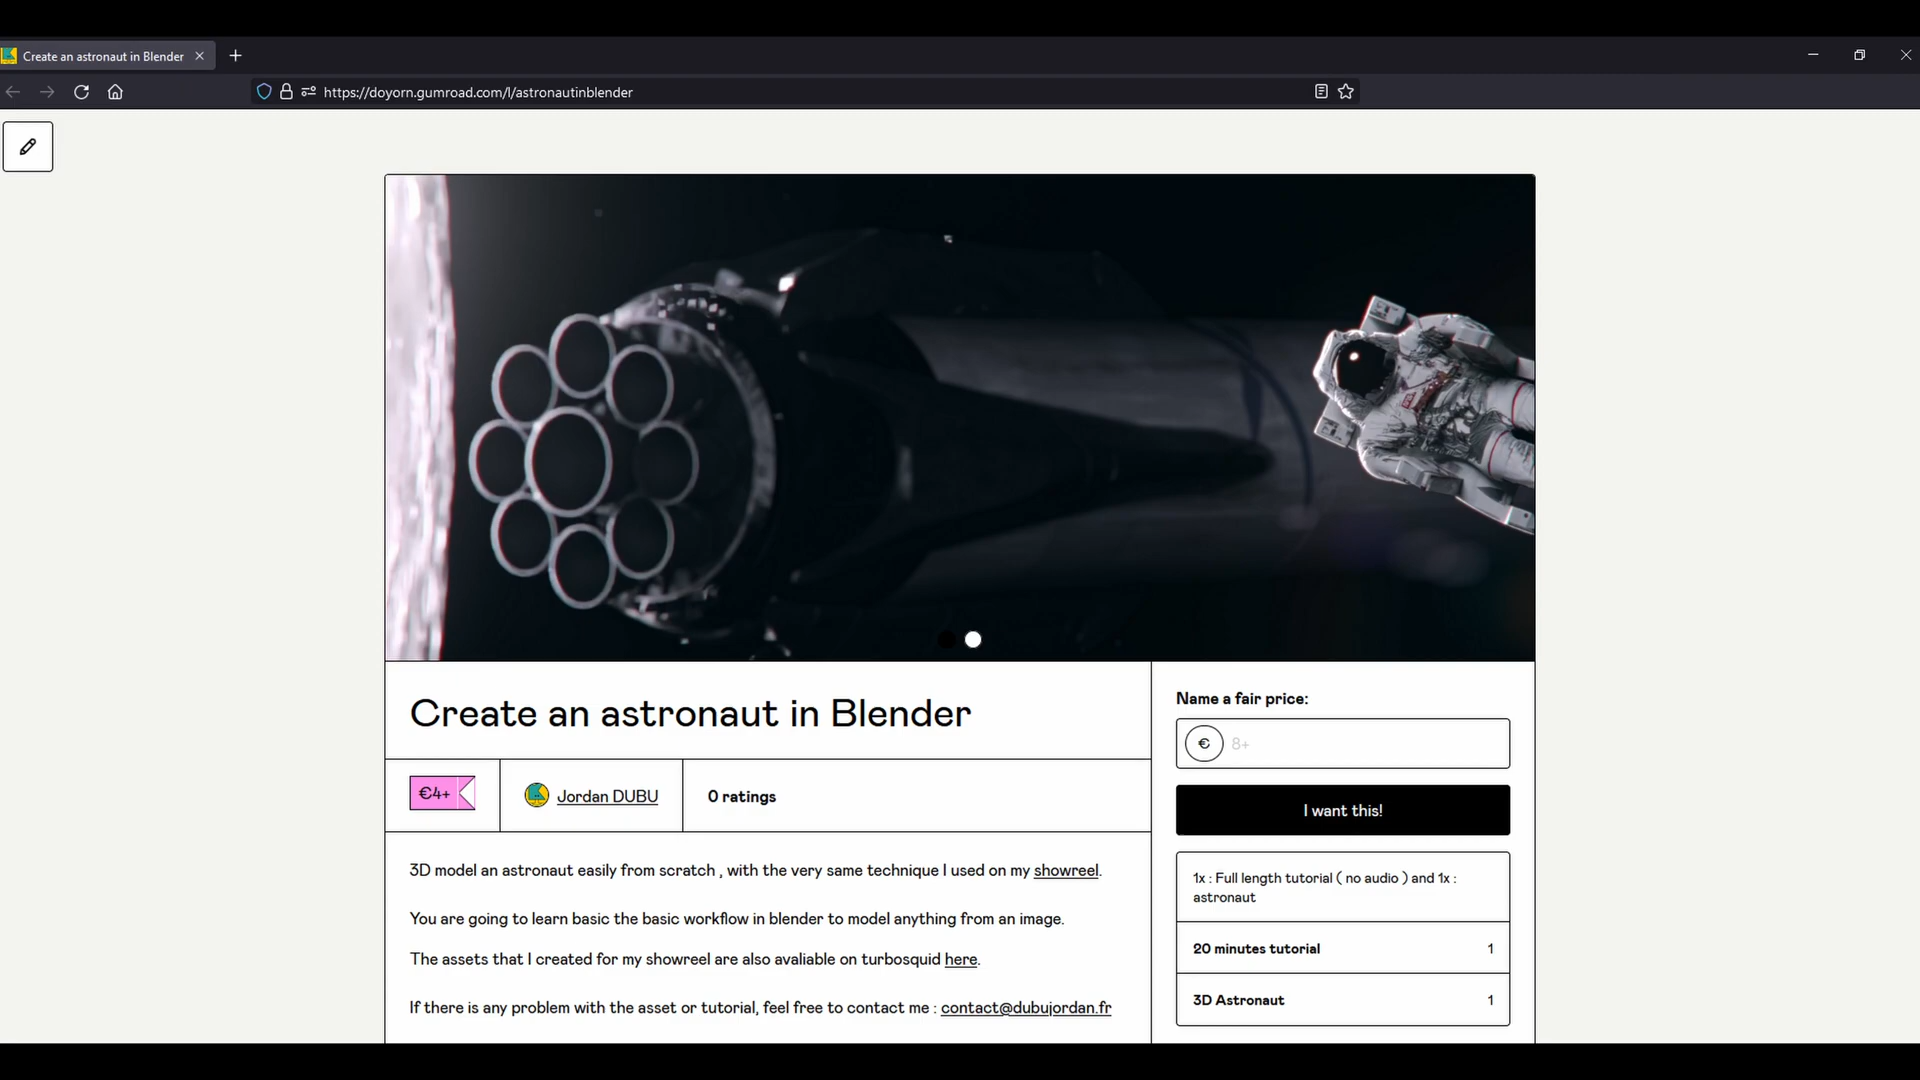 Create an astronaut in Blender
https://doyorn.gumroad.com/l/astronautinblender
Create an astronaut in Blender
€4+
Jordan DUBU
0 ratings
3D model an astronaut easily from scratch , with the very same technique I used on my showreel.
You are going to learn basic the basic workflow in blender to model anything from an image.
The assets that I created for my showreel are also avaliable on turbosquid here.
If there is any problem with the asset or tutorial, feel free to contact me : contact@dubujordan.fr
Name a fair price:
€ 8+
I want this!
1x : Full length tutorial ( no audio ) and 1x :
astronaut
20 minutes tutorial 1
3D Astronaut 1